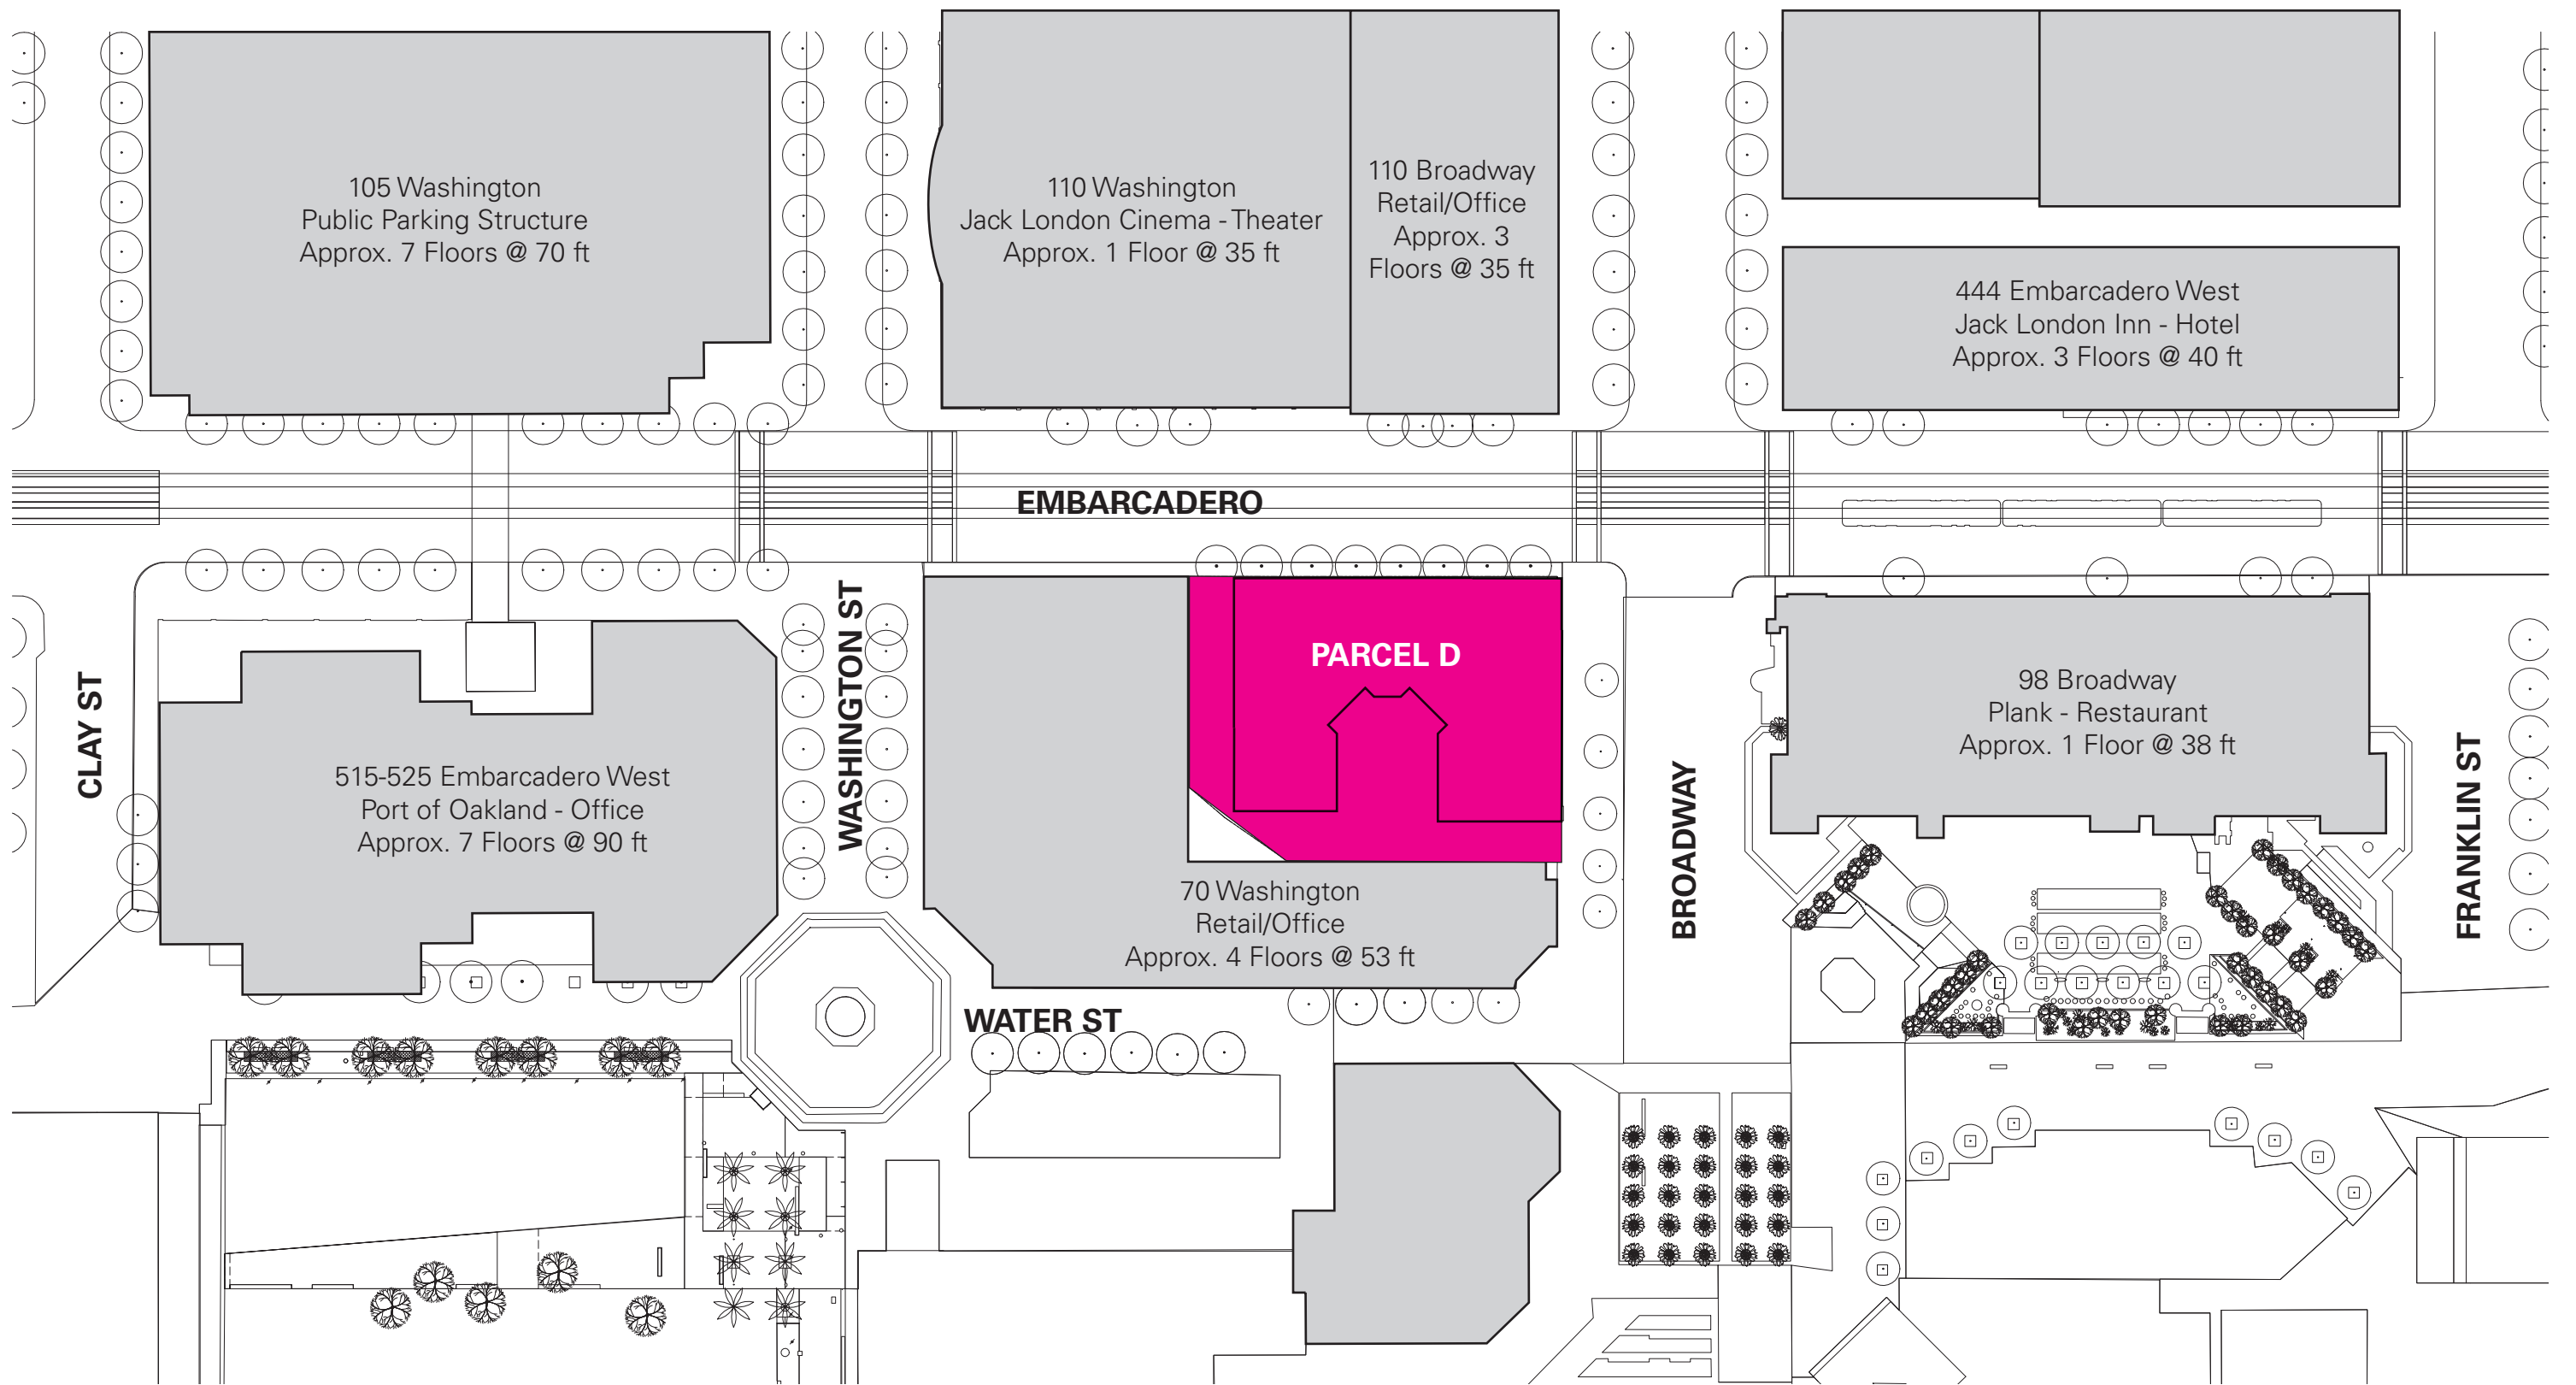 105 Washington
Public Parking Structure
Approx. 7 Floors @ 70 ft
110 Washington
Jack London Cinema - Theater
Approx. 1 Floor @ 35 ft
110 Broadway
Retail/Office
Approx. 3
Floors @ 35 ft
444 Embarcadero West
Jack London Inn - Hotel
Approx. 3 Floors @ 40 ft
EMBARCADERO
CLAY ST
515-525 Embarcadero West
Port of Oakland - Office
Approx. 7 Floors @ 90 ft
WASHINGTON ST
PARCEL D
70 Washington
Retail/Office
Approx. 4 Floors @ 53 ft
BROADWAY
98 Broadway
Plank - Restaurant
Approx. 1 Floor @ 38 ft
FRANKLIN ST
WATER ST